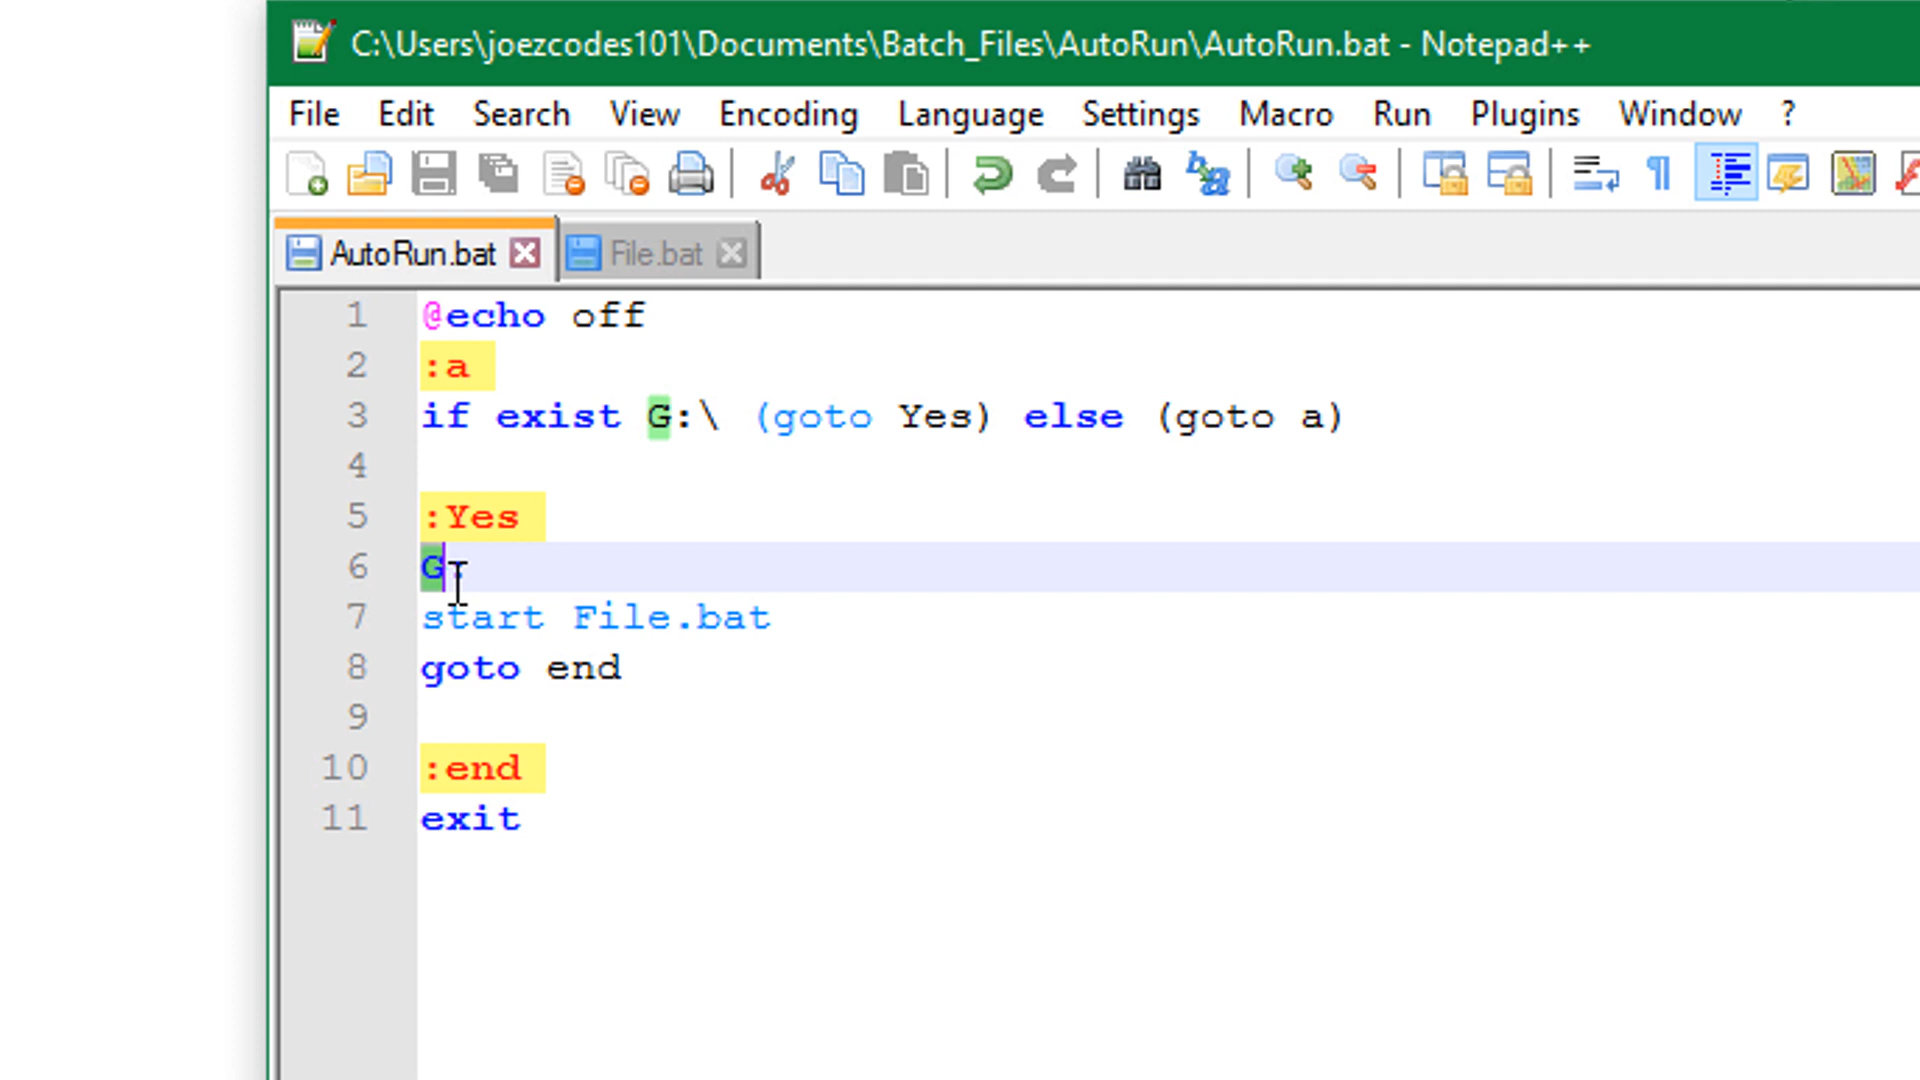 C:\Users\joezcodes101\Documents\Batch_Files\AutoRun\AutoRun.bat - Notepad++
File Edit Search View Encoding Language Settings Macro Run Plugins Window ?
AutoRun.bat File.bat
1 @echo off
2 :a
3 if exist G:\ (goto Yes) else (goto a)
4
5 :Yes
6 G:
7 start File.bat
8 goto end
9
10 :end
11 exit